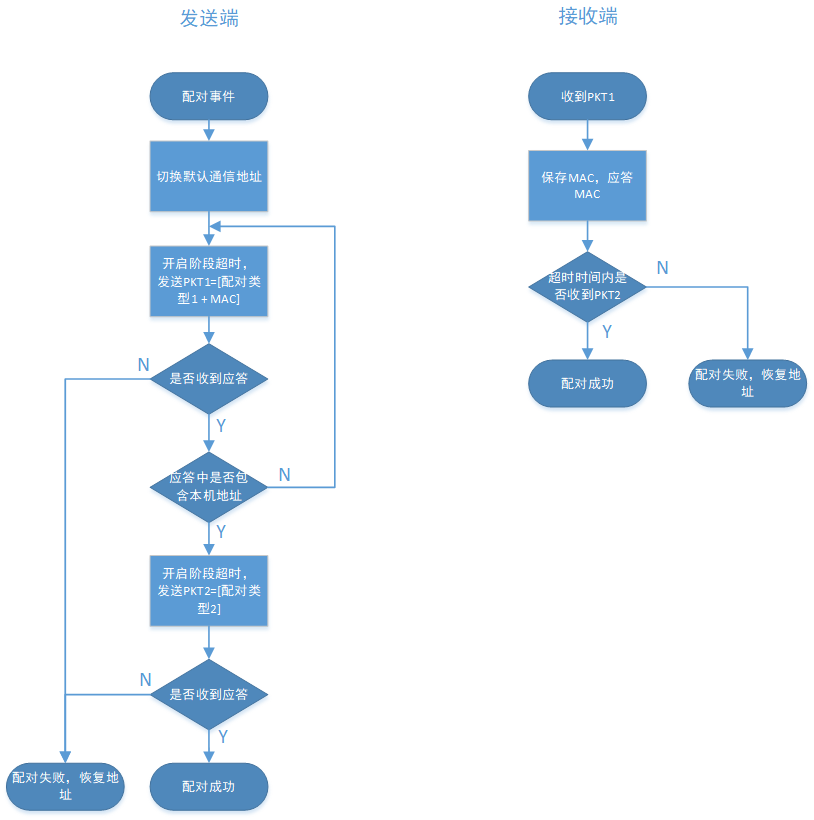 发送端
配对事件
切换默认通信地址
开启阶段超时，
发送PKT1=[配对类
型1 + MAC]
是否收到应答
N
Y
应答中是否包
含本机地址
N
Y
开启阶段超时，
发送PKT2=[配对类
型2]
是否收到应答
N
Y
配对失败，恢复地
址
配对成功
接收端
收到PKT1
保存MAC，应答
MAC
超时时间内是
否收到PKT2
N
Y
配对成功
配对失败，恢复地
址